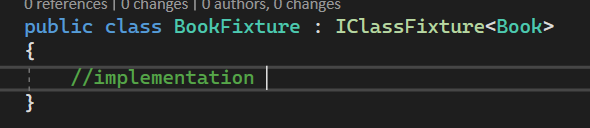 0 references | 0 changes | 0 authors, 0 changes
public class BookFixture : IClassFixture<Book>
{
//implementation
}